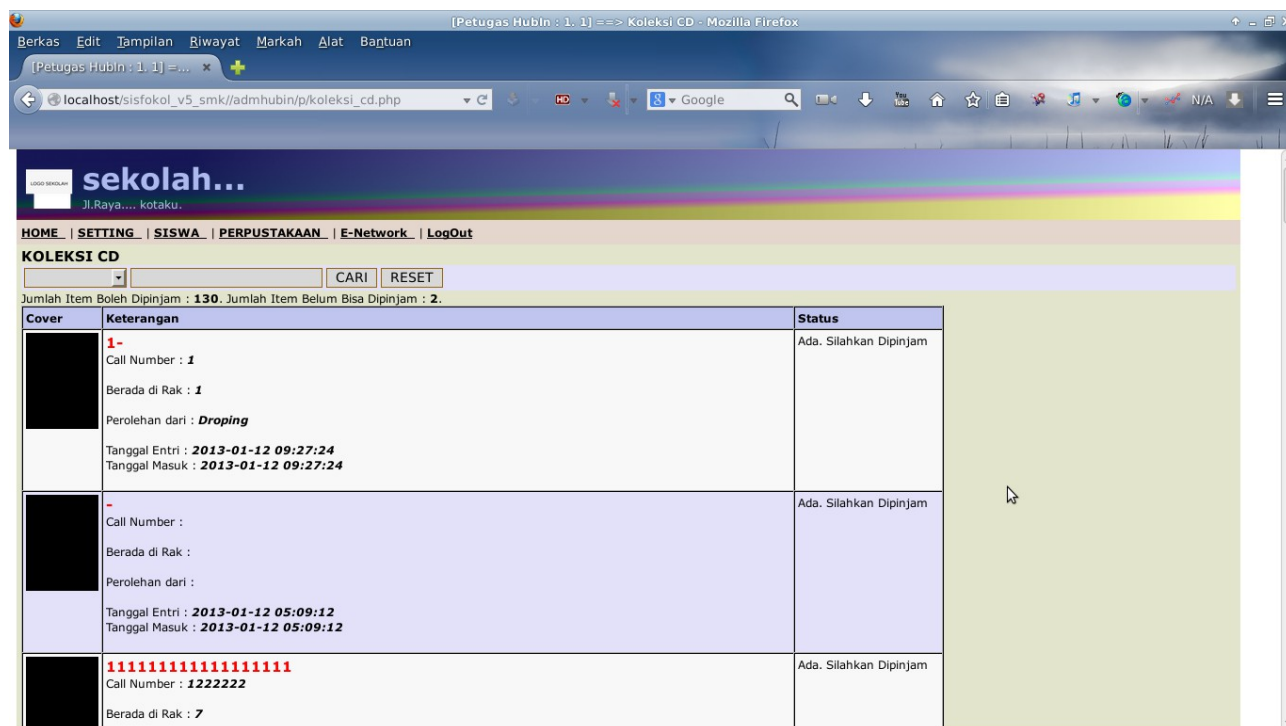 [Petugas HubIn : 1. 1] ==> Koleksi CD - Mozilla Firefox
Berkas Edit Tampilan Riwayat Markah Alat Bantuan
[Petugas HubIn : 1. 1] =...
localhost/sisfokol_v5_smk//admhubin/p/koleksi_cd.php HD Google You Tube N/A
LOGO SEKOLAH
sekolah...
Jl.Raya.... kotaku.
HOME | SETTING | SISWA | PERPUSTAKAAN | E-Network | LogOut
KOLEKSI CD
CARI RESET
Jumlah Item Boleh Dipinjam : 130. Jumlah Item Belum Bisa Dipinjam : 2.
Cover Keterangan Status
1- Ada. Silahkan Dipinjam
Call Number : 1
Berada di Rak : 1
Perolehan dari : Droping
Tanggal Entri : 2013-01-12 09:27:24
Tanggal Masuk : 2013-01-12 09:27:24
- Ada. Silahkan Dipinjam
Call Number :
Berada di Rak :
Perolehan dari :
Tanggal Entri : 2013-01-12 05:09:12
Tanggal Masuk : 2013-01-12 05:09:12
111111111111111111 Ada. Silahkan Dipinjam
Call Number : 1222222
Berada di Rak : 7